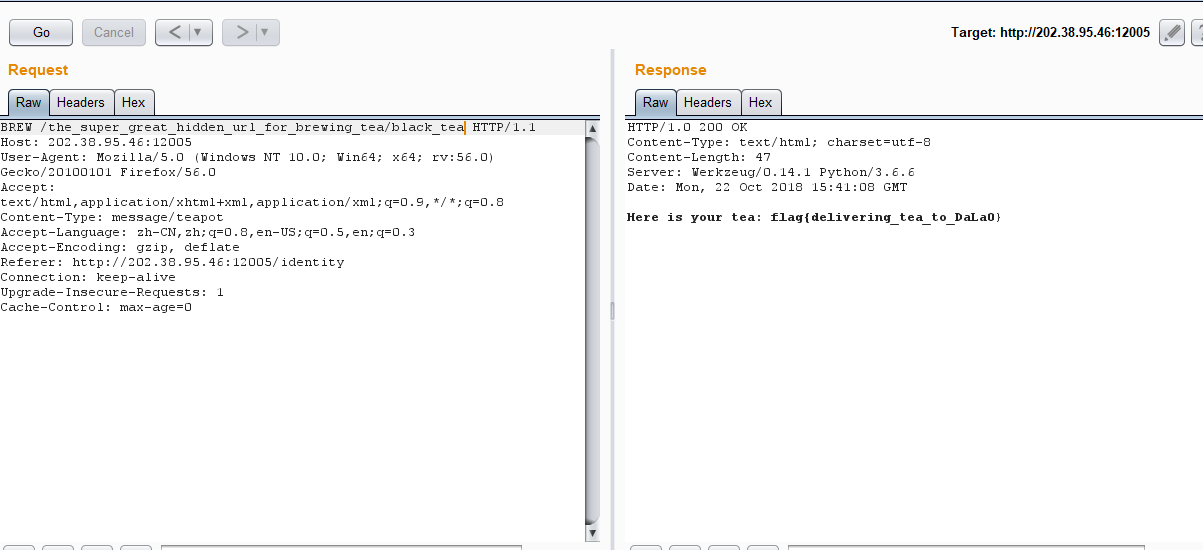 Go
Cancel
<
>
Target: http://202.38.95.46:12005
?
Request
Raw
Headers
Hex
BREW /the_super_great_hidden_url_for_brewing_tea/black_tea HTTP/1.1
Host: 202.38.95.46:12005
User-Agent: Mozilla/5.0 (Windows NT 10.0; Win64; x64; rv:56.0)
Gecko/20100101 Firefox/56.0
Accept:
text/html,application/xhtml+xml,application/xml;q=0.9,*/*;q=0.8
Content-Type: message/teapot
Accept-Language: zh-CN,zh;q=0.8,en-US;q=0.5,en;q=0.3
Accept-Encoding: gzip, deflate
Referer: http://202.38.95.46:12005/identity
Connection: keep-alive
Upgrade-Insecure-Requests: 1
Cache-Control: max-age=0
Response
Raw
Headers
Hex
HTTP/1.0 200 OK
Content-Type: text/html; charset=utf-8
Content-Length: 47
Server: Werkzeug/0.14.1 Python/3.6.6
Date: Mon, 22 Oct 2018 15:41:08 GMT
Here is your tea: flag{delivering_tea_to_DaLaO}